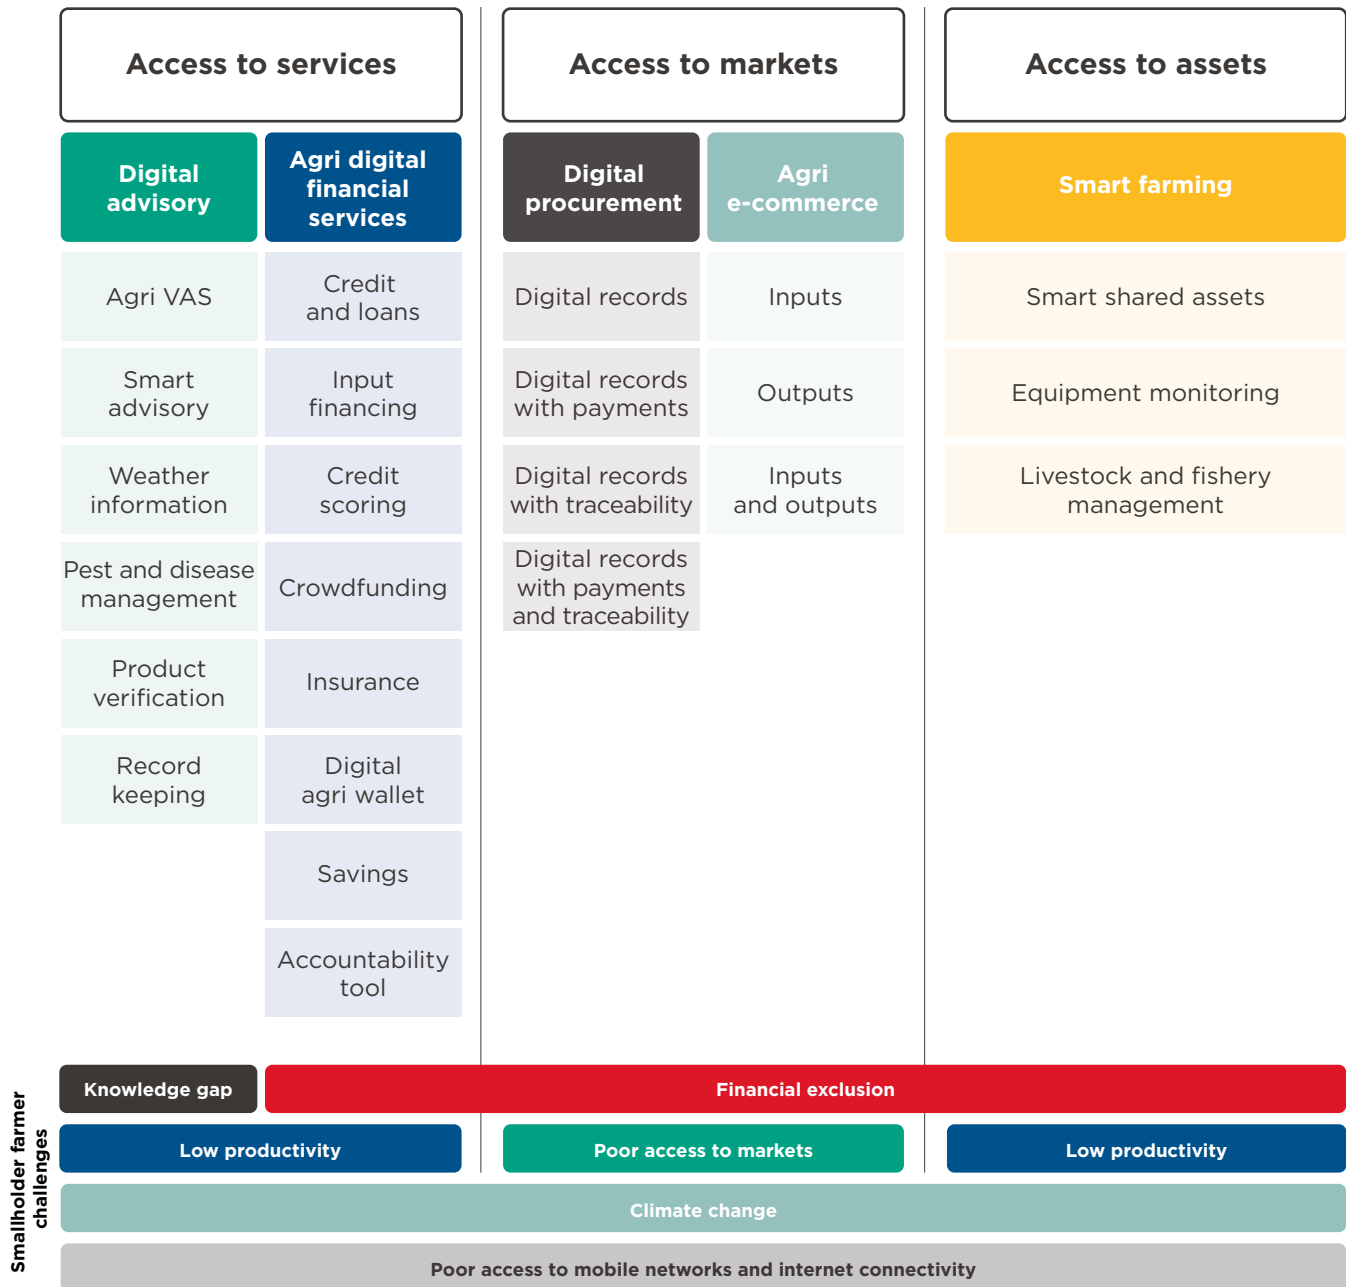 Access to services
Access to markets
Access to assets
Digital
advisory
Agri digital
financial
services
Digital
procurement
Agri
e-commerce
Smart farming
Agri VAS
Smart
advisory
Weather
information
Pest and disease
management
Product
verification
Record
keeping
Credit
and loans
Input
financing
Credit
scoring
Crowdfunding
Insurance
Digital
agri wallet
Savings
Accountability
tool
Digital records
Digital records
with payments
Digital records
with traceability
Digital records
with payments
and traceability
Inputs
Outputs
Inputs
and outputs
Smart shared assets
Equipment monitoring
Livestock and fishery
management
Smallholder farmer
challenges
Knowledge gap
Financial exclusion
Low productivity
Poor access to markets
Low productivity
Climate change
Poor access to mobile networks and internet connectivity